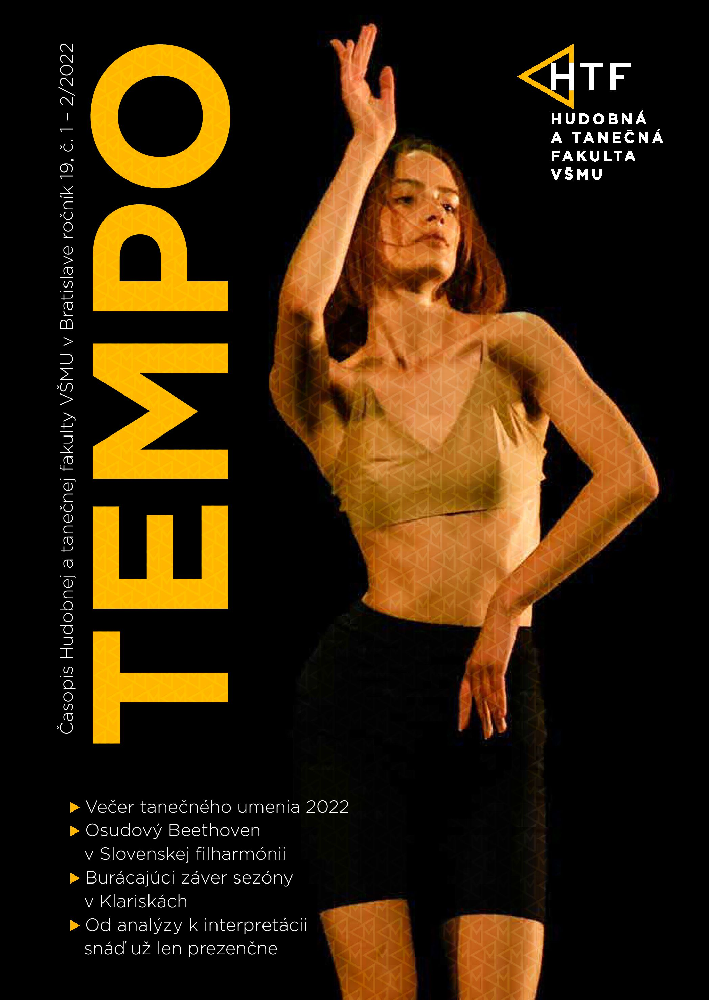 Časopis Hudobnej a tanečnej fakulty VŠMU v Bratislave ročník 19, č. 1 – 2/2022
TEMPO
HTF
HUDOBNÁ
A TANEČNÁ
FAKULTA
VŠMU
Večer tanečného umenia 2022
Osudový Beethoven
v Slovenskej filharmónii
Burácajúci záver sezóny
v Klariskách
Od analýzy k interpretácii
snáď už len prezenčne